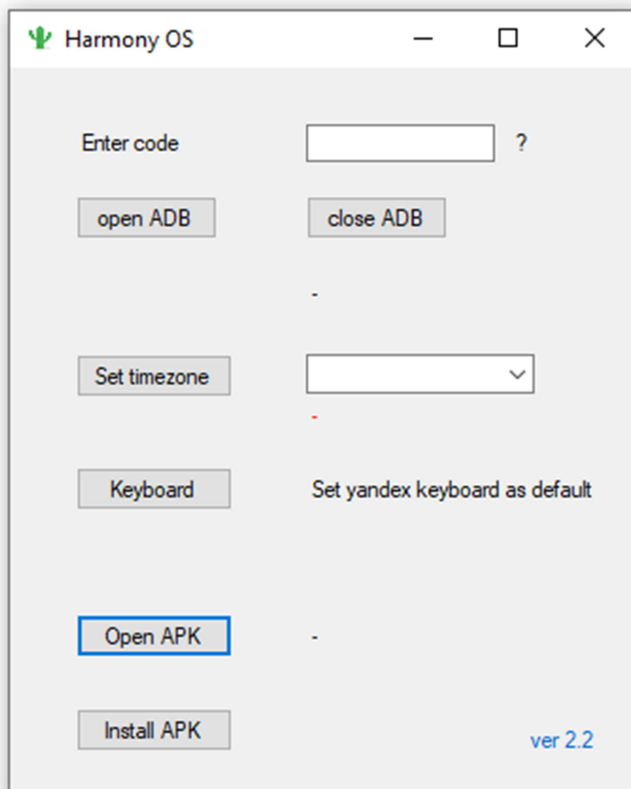 Harmony OS
Enter code ?
open ADB close ADB
-
Set timezone
-
Keyboard Set yandex keyboard as default
Open APK -
Install APK
ver 2.2